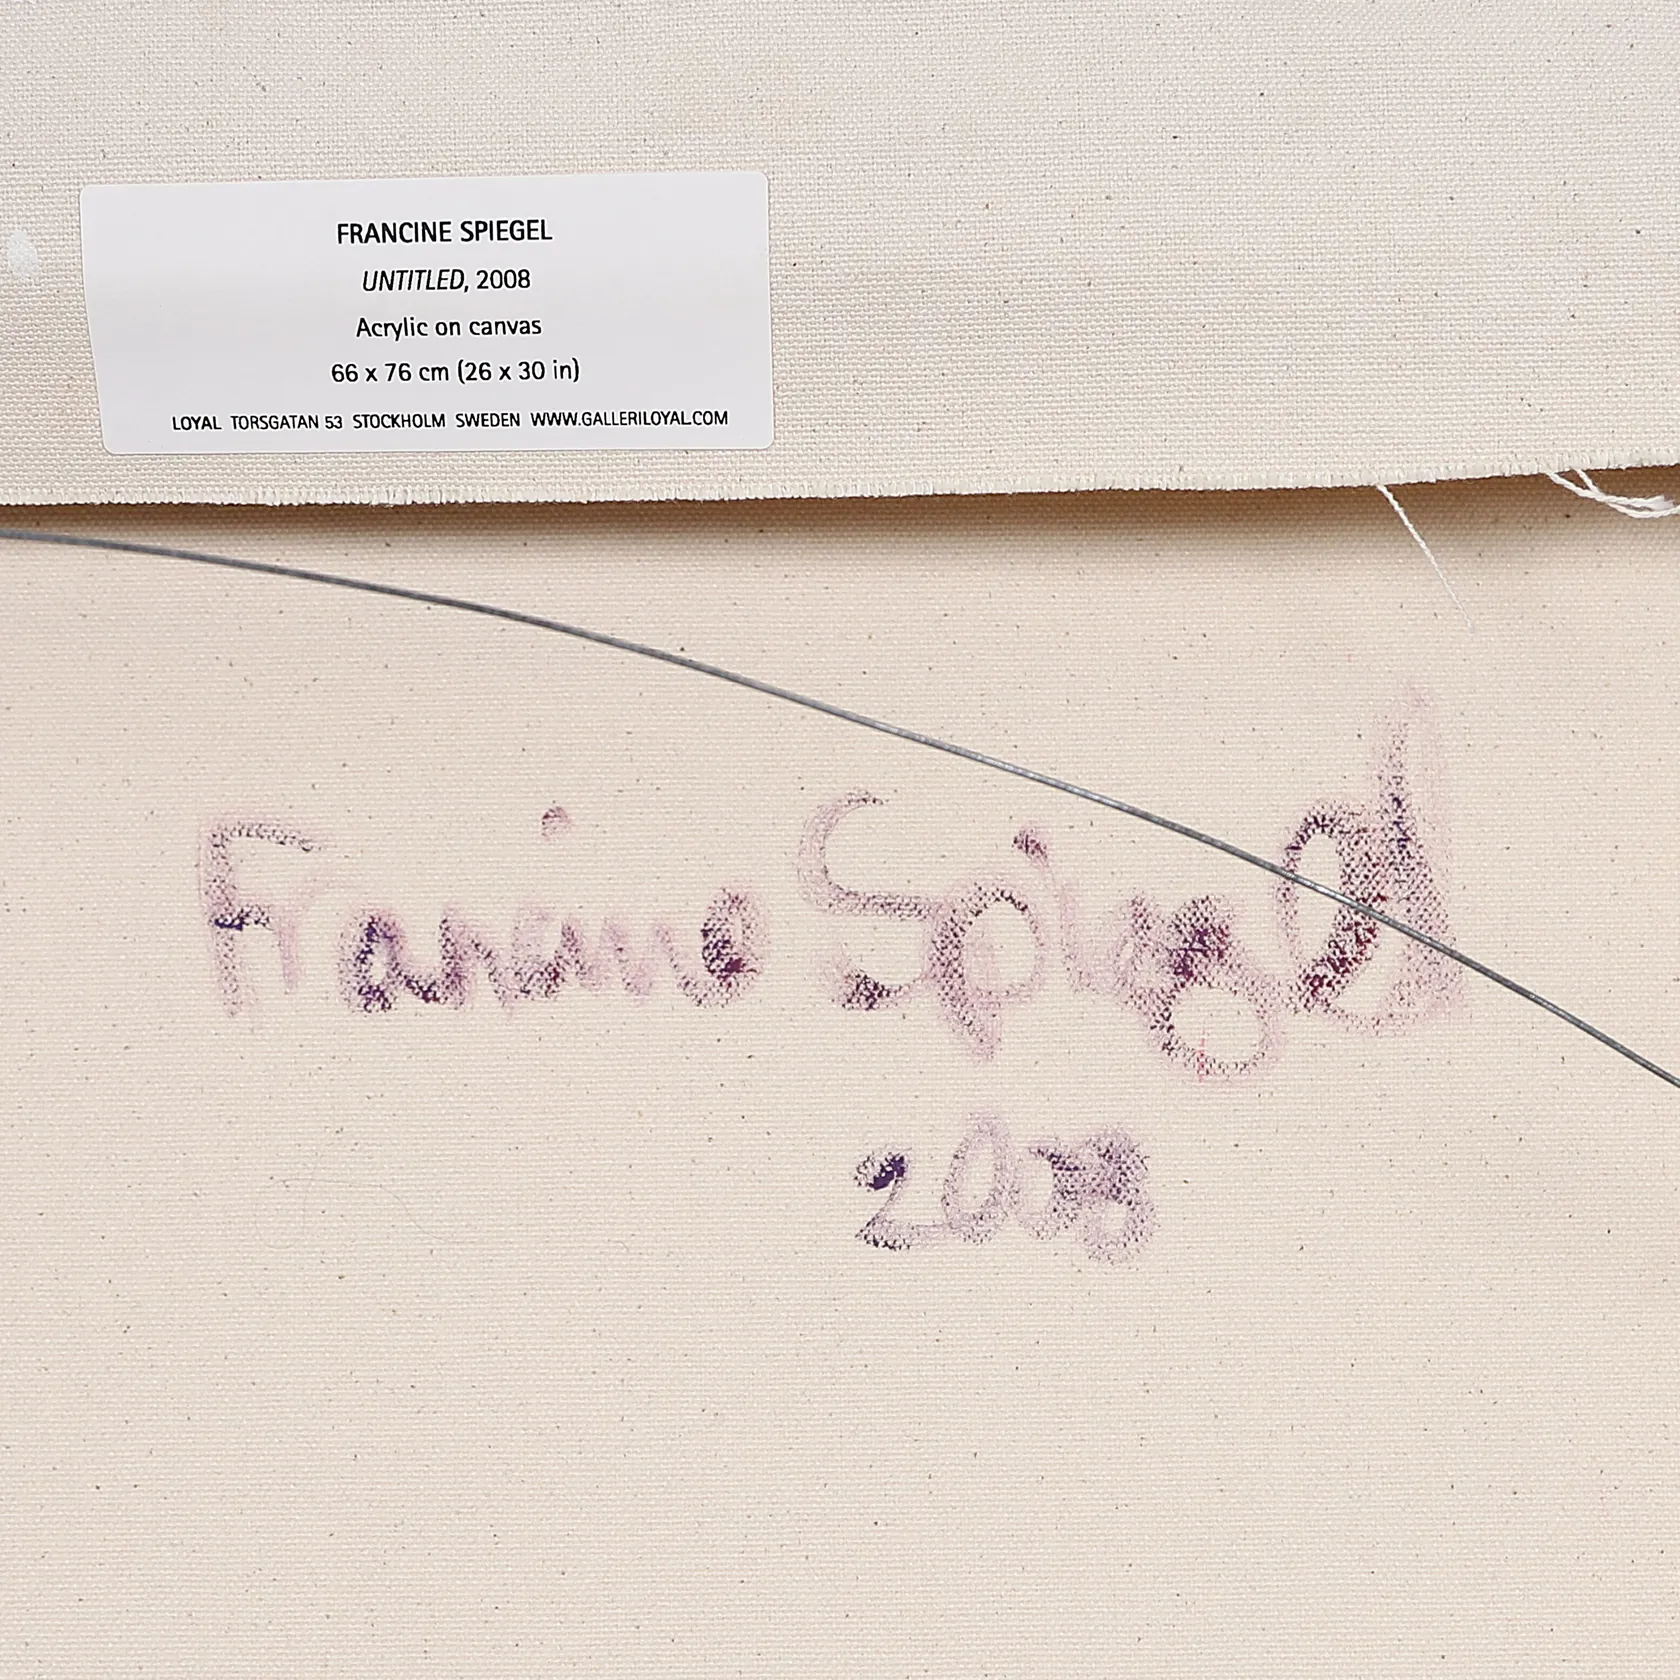 FRANCINE SPIEGEL
UNTITLED, 2008
Acrylic on canvas
66 x 76 cm (26 x 30 in)
LOYAL TORSGATAN 53 STOCKHOLM SWEDEN WWW.GALLERILOYAL.COM
Francine Spiegel
2008